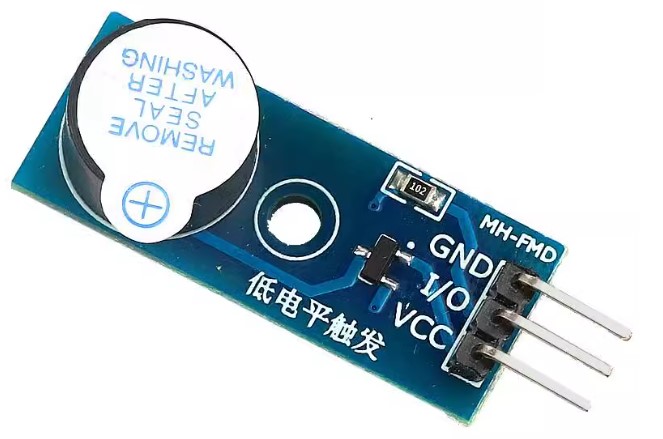 REMOVE
SEAL
AFTER
WASHING
102
MH-FMD
GND
I/O
VCC
低电平触发